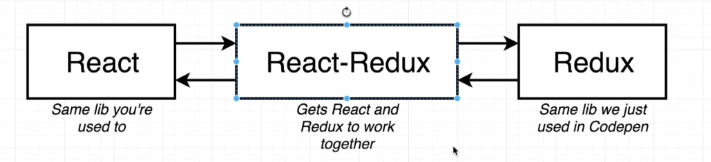 React
React-Redux
Redux
Same lib you're
used to
Gets React and
Redux to work
together
Same lib we just
used in Codepen